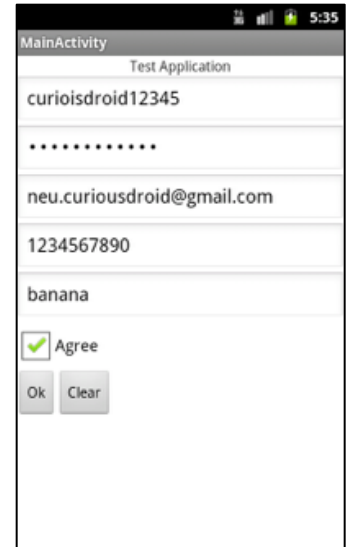 5:35
MainActivity
Test Application
curioisdroid12345
••••••••••••
neu.curiousdroid@gmail.com
1234567890
banana
Agree
Ok Clear